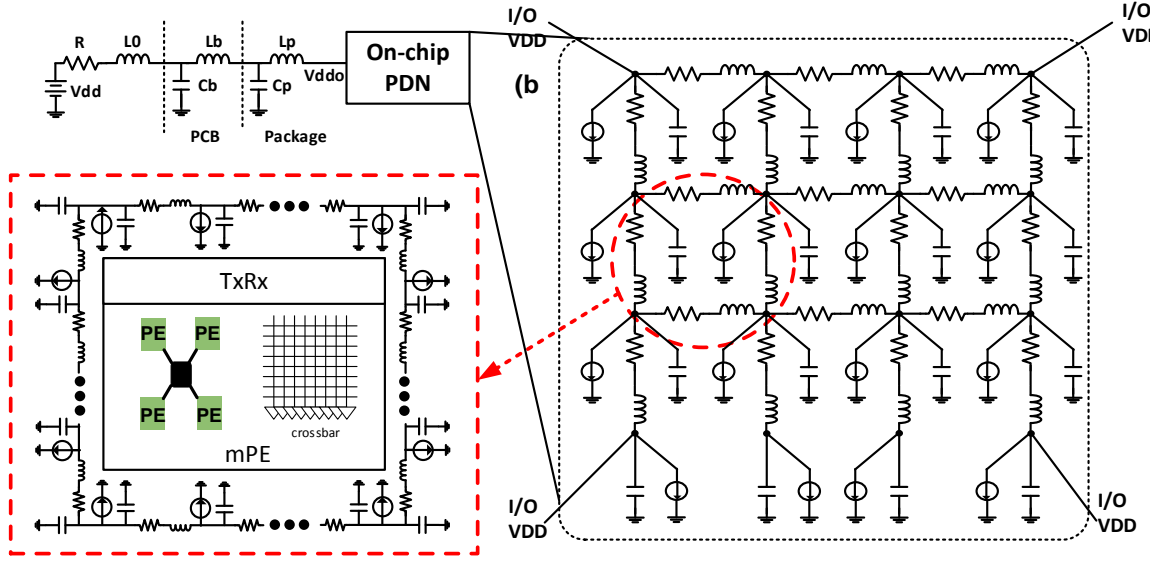 R
L0
Lb
Lp
Vdd
Cb
Cp
Vddo
PCB
Package
On-chip
PDN
(b
I/O
VDD
I/O
VDD
TxRx
PE
PE
PE
PE
crossbar
mPE
I/O
VDD
I/O
VDD